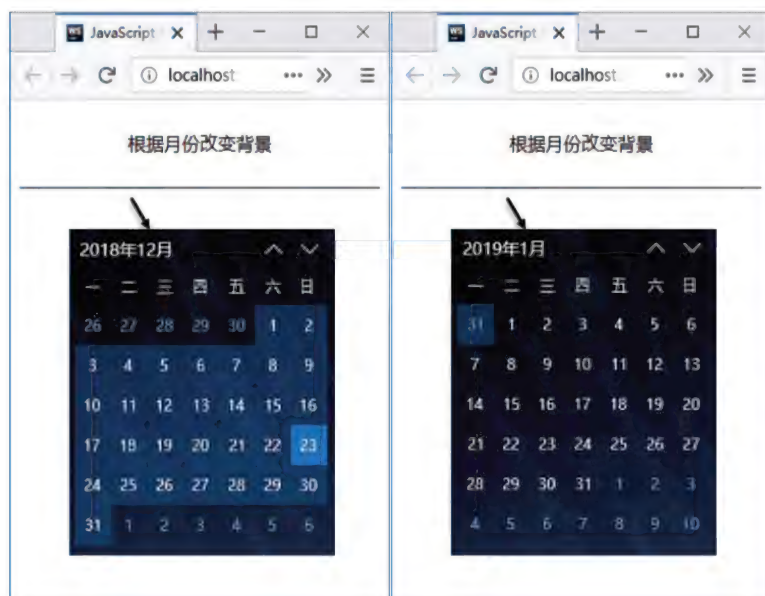 JavaScript
localhost
根据月份改变背景
2018年12月
一 二 三 四 五 六 日
26 27 28 29 30 1 2
3 4 5 6 7 8 9
10 11 12 13 14 15 16
17 18 19 20 21 22 23
24 25 26 27 28 29 30
31 1 2 3 4 5 6
JavaScript
localhost
根据月份改变背景
2019年1月
一 二 三 四 五 六 日
31 1 2 3 4 5 6
7 8 9 10 11 12 13
14 15 16 17 18 19 20
21 22 23 24 25 26 27
28 29 30 31 1 2 3
4 5 6 7 8 9 10